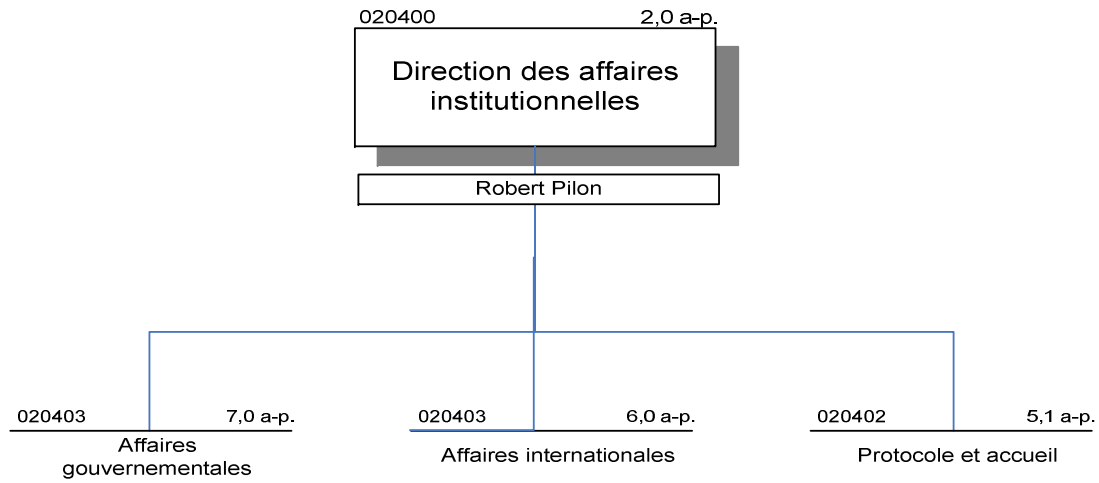 020400 2,0 a-p.
Direction des affaires
institutionnelles
Robert Pilon
020403 7,0 a-p.
Affaires
gouvernementales
020403 6,0 a-p.
Affaires internationales
020402 5,1 a-p.
Protocole et accueil